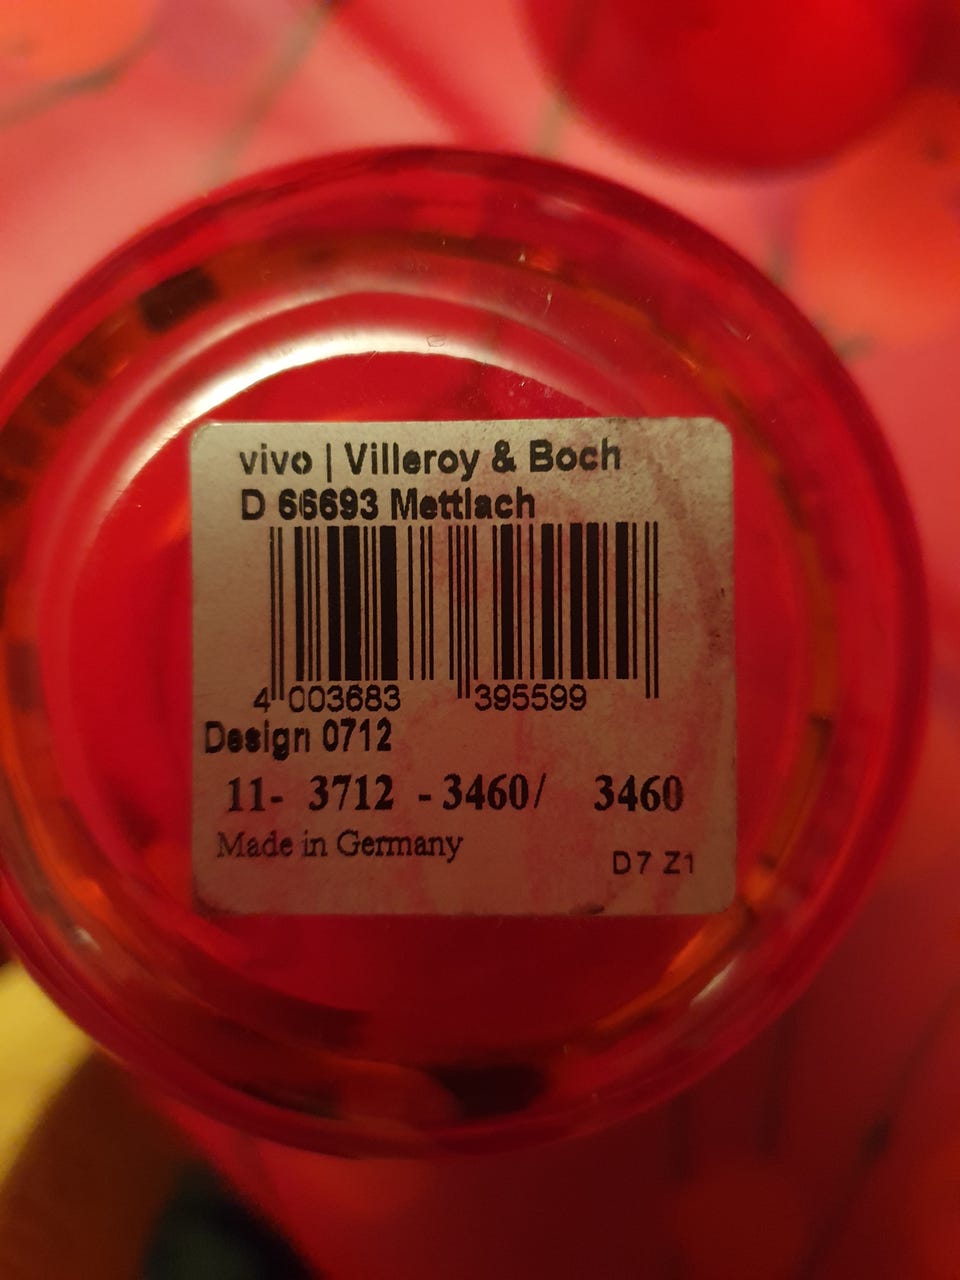 vivo | Villeroy & Boch
D 66693 Mettlach
4 003683 395599
Design 0712
11- 3712 - 3460/ 3460
Made in Germany
D7 Z1